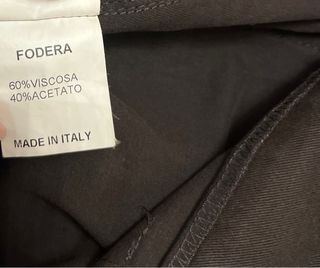 FODERA
60%VISCOSA
40%ACETATO
MADE IN ITALY